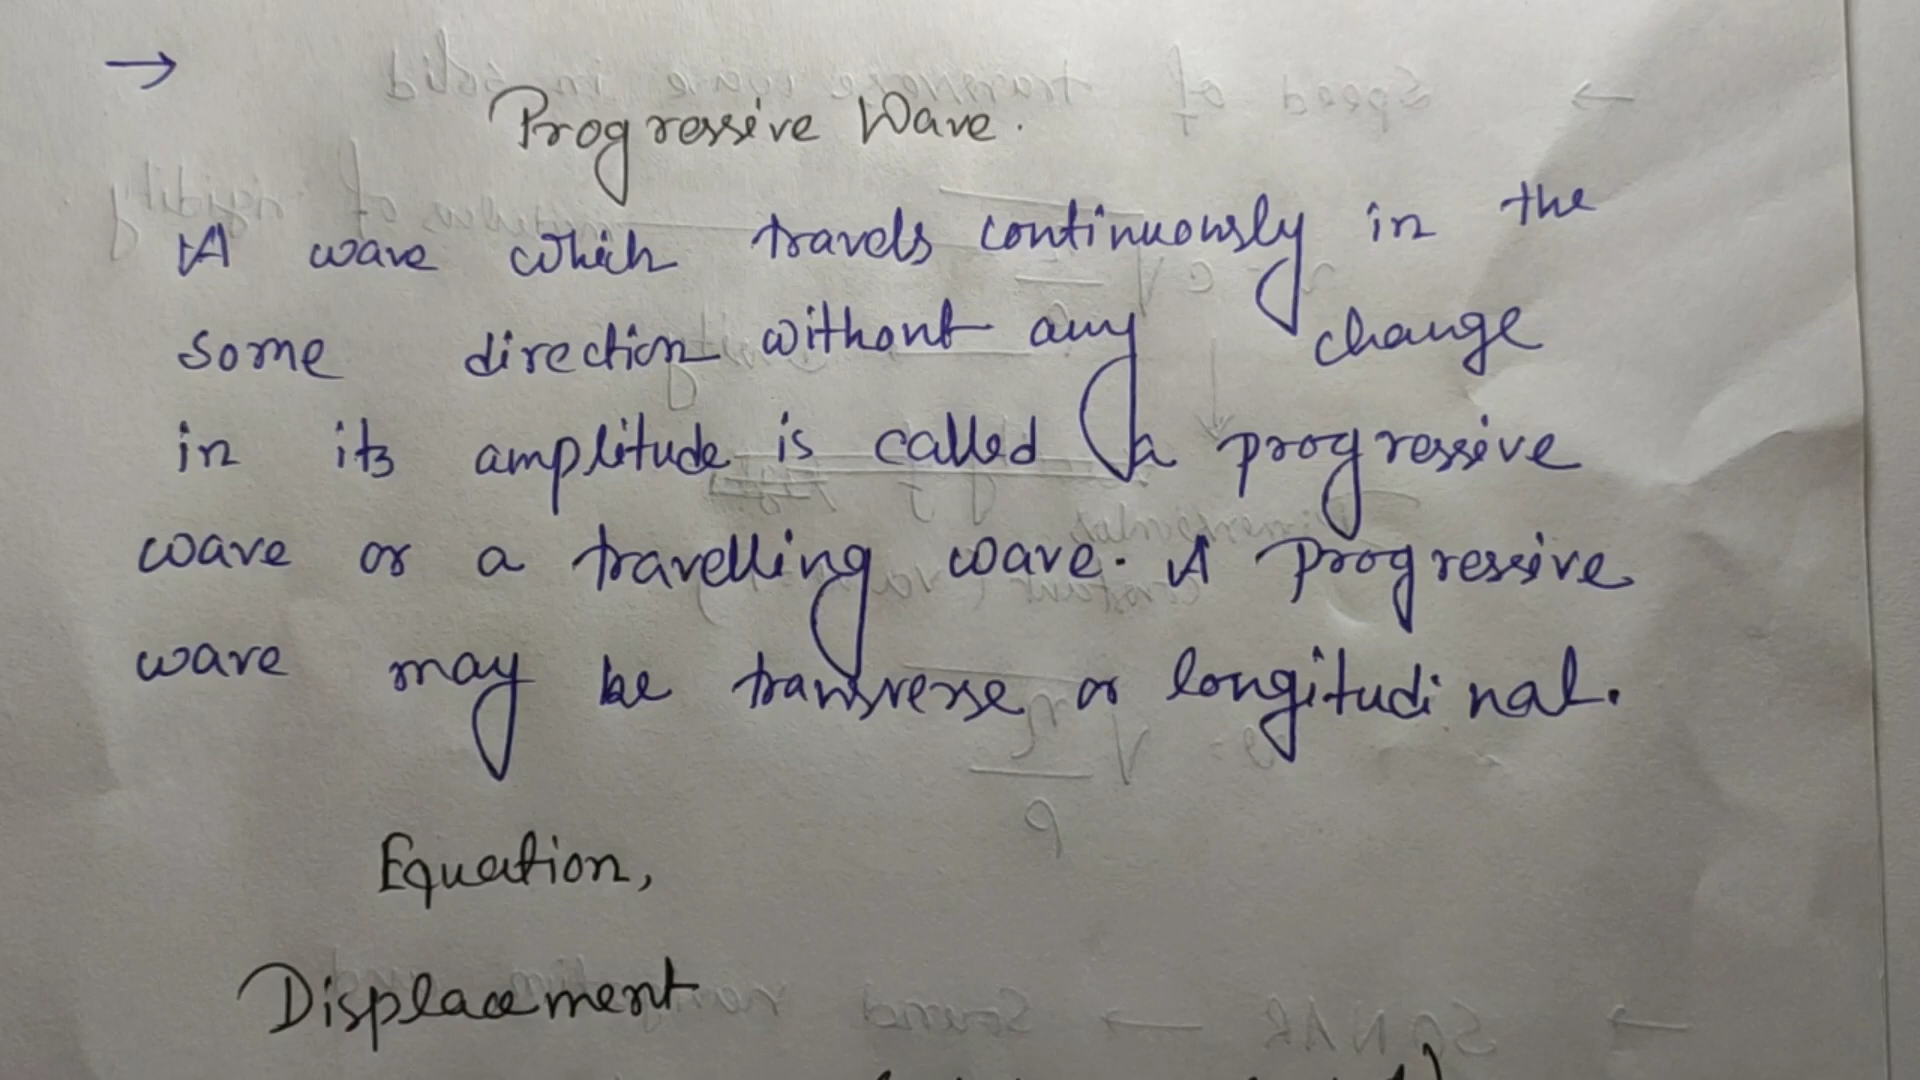 →
Progressive Wave.
A wave which travels continuously in the
some direction without any change
in its amplitude is called a progressive
wave or a travelling wave. A Progressive
wave may be transverse or longitudinal.
Equation,
Displacement